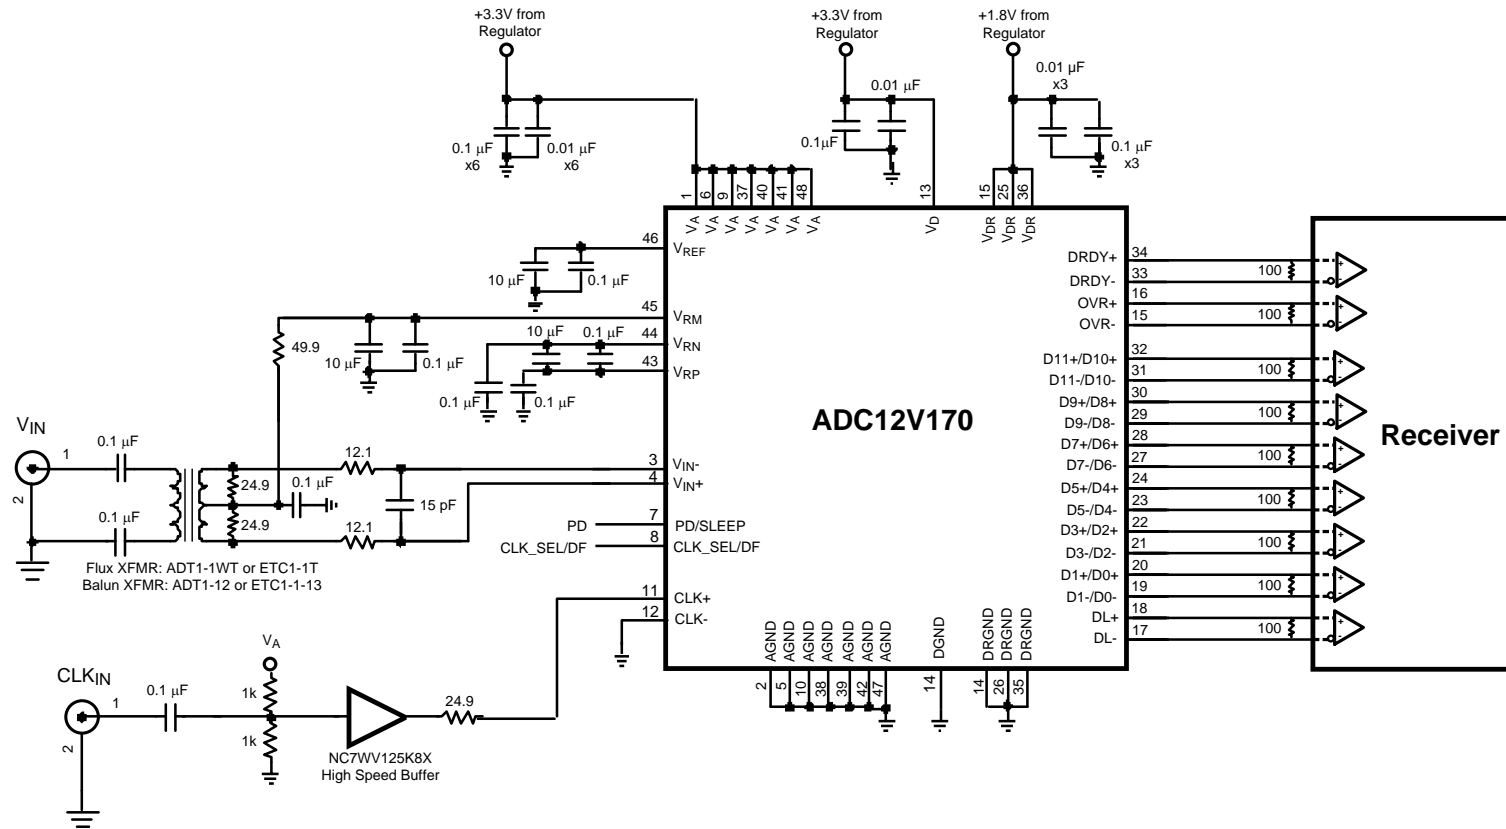 +3.3V from
Regulator
+3.3V from
Regulator
+1.8V from
Regulator
0.1 µF
x6
0.01 µF
x6
0.01 µF
0.1µF
0.01 µF
x3
0.1 µF
x3
1
6
9
37
40
41
48
13
15
25
36
VA
VA
VA
VA
VA
VA
VA
VD
VDR
VDR
VDR
46
VREF
10 µF
0.1 µF
45
VRM
49.9
10 µF
0.1 µF
44
VRN
10 µF
0.1 µF
43
VRP
0.1 µF
0.1 µF
ADC12V170
VIN
1
2
0.1 µF
0.1 µF
24.9
24.9
0.1 µF
12.1
12.1
15 pF
3
VIN-
4
VIN+
Flux XFMR: ADT1-1WT or ETC1-1T
Balun XFMR: ADT1-12 or ETC1-1-13
PD
7
PD/SLEEP
CLK_SEL/DF
8
CLK_SEL/DF
11
CLK+
12
CLK-
VA
CLKIN
1
2
0.1 µF
1k
1k
24.9
NC7WV125K8X
High Speed Buffer
AGND
AGND
AGND
AGND
AGND
AGND
AGND
DGND
DRGND
DRGND
DRGND
2
5
10
38
39
42
47
14
14
26
35
DRDY+
34
DRDY-
33
100
+
-
OVR+
16
OVR-
15
100
+
-
D11+/D10+
32
D11-/D10-
31
100
+
-
D9+/D8+
30
D9-/D8-
29
100
+
-
D7+/D6+
28
D7-/D6-
27
100
+
-
D5+/D4+
24
D5-/D4-
23
100
+
-
D3+/D2+
22
D3-/D2-
21
100
+
-
D1+/D0+
20
D1-/D0-
19
100
+
-
DL+
18
DL-
17
100
+
-
Receiver